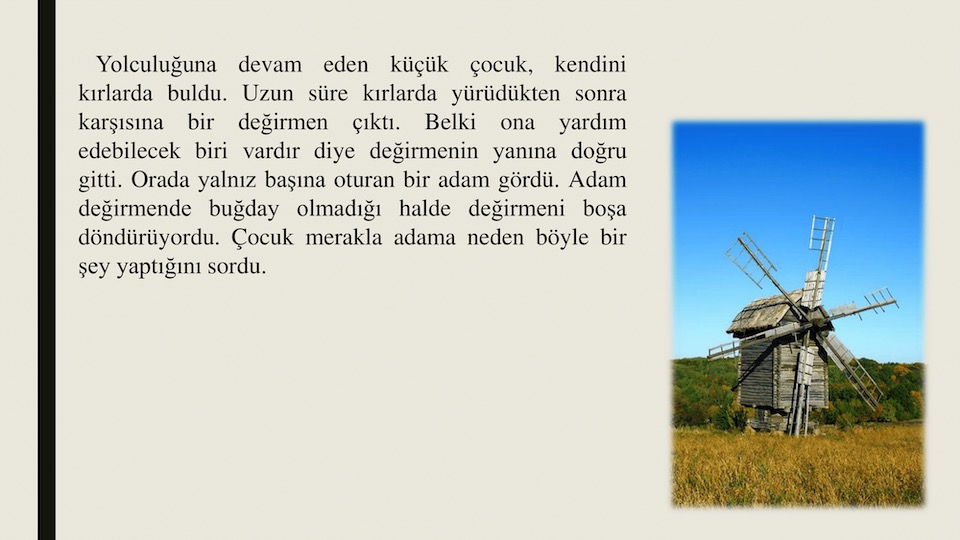 Yolculuğuna devam eden küçük çocuk, kendini
kırlarda buldu. Uzun süre kırlarda yürüdükten sonra
karşısına bir değirmen çıktı. Belki ona yardım
edebilecek biri vardır diye değirmenin yanına doğru
gitti. Orada yalnız başına oturan bir adam gördü. Adam
değirmende buğday olmadığı halde değirmeni boşa
döndürüyordu. Çocuk merakla adama neden böyle bir
şey yaptığını sordu.